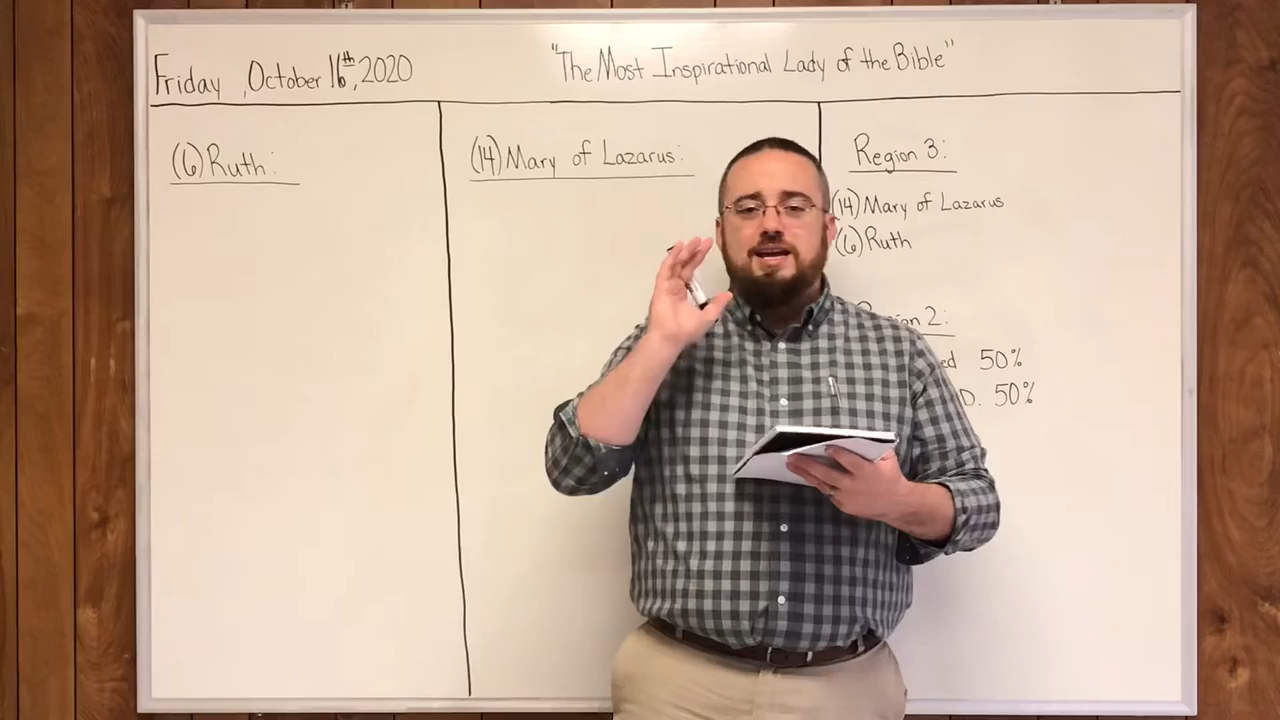 Friday, October 16th, 2020
"The Most Inspirational Lady of the Bible"
(6) Ruth:
(14) Mary of Lazarus:
Region 3:
(14) Mary of Lazarus
(6) Ruth
2:
50%
D. 50%